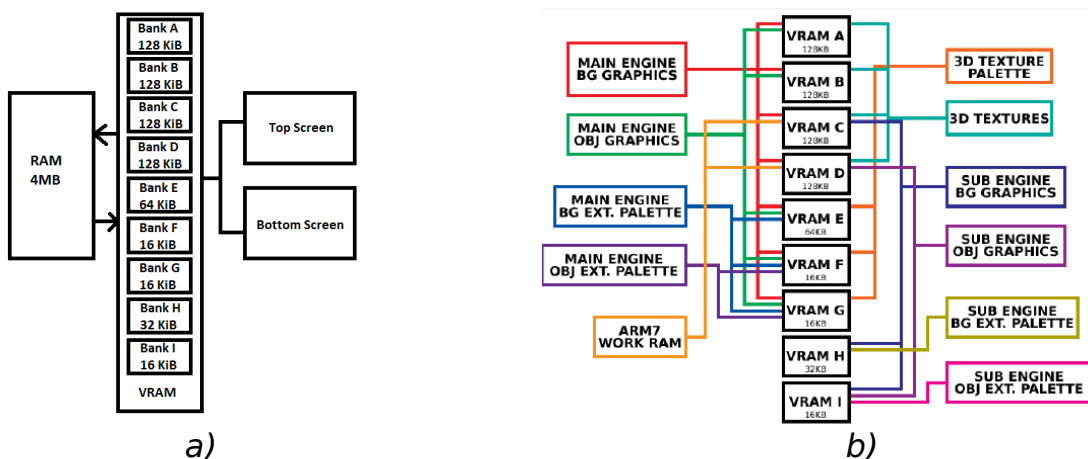 Bank A
128 KiB
Bank B
128 KiB
Bank C
128 KiB
Bank D
128 KiB
Bank E
64 KiB
Bank F
16 KiB
Bank G
16 KiB
Bank H
32 KiB
Bank I
16 KiB
VRAM
RAM
4MB
Top Screen
Bottom Screen
a)
MAIN ENGINE
BG GRAPHICS
MAIN ENGINE
OBJ GRAPHICS
MAIN ENGINE
BG EXT. PALETTE
MAIN ENGINE
OBJ EXT. PALETTE
ARM7
WORK RAM
VRAM A
128KB
VRAM B
128KB
VRAM C
128KB
VRAM D
128KB
VRAM E
64KB
VRAM F
16KB
VRAM G
16KB
VRAM H
32KB
VRAM I
16KB
3D TEXTURE
PALETTE
3D TEXTURES
SUB ENGINE
BG GRAPHICS
SUB ENGINE
OBJ GRAPHICS
SUB ENGINE
BG EXT. PALETTE
SUB ENGINE
OBJ EXT. PALETTE
b)